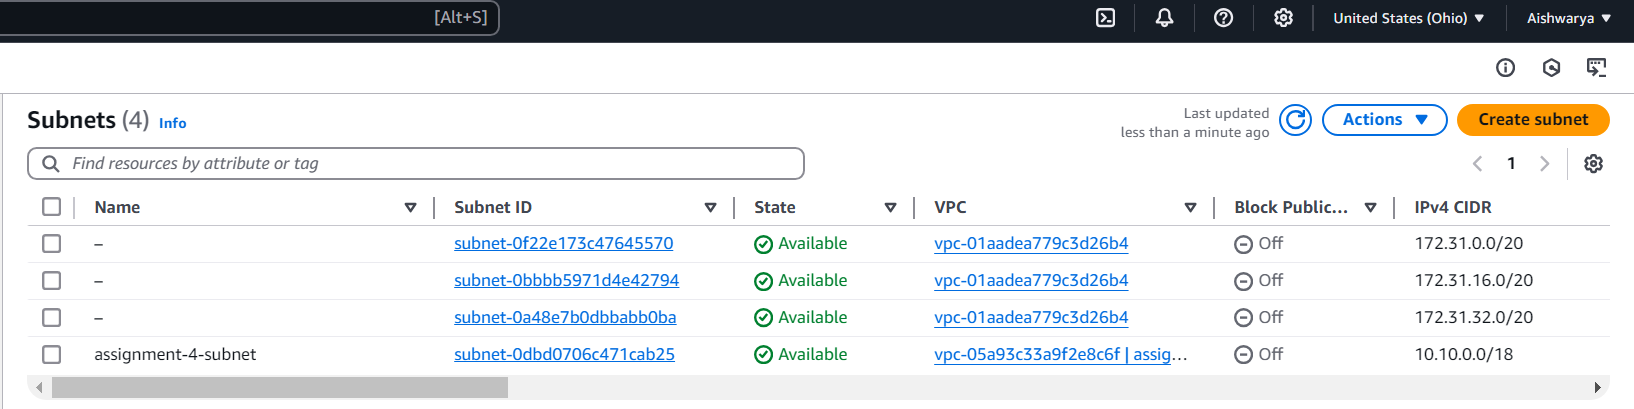 [Alt+S] United States (Ohio) Aishwarya
Subnets (4) Info
Last updated
less than a minute ago
Actions
Create subnet
Find resources by attribute or tag
1
Name Subnet ID State VPC Block Public... IPv4 CIDR
– subnet-0f22e173c47645570 Available vpc-01aadea779c3d26b4 Off 172.31.0.0/20
– subnet-0bbbb5971d4e42794 Available vpc-01aadea779c3d26b4 Off 172.31.16.0/20
– subnet-0a48e7b0dbbabb0ba Available vpc-01aadea779c3d26b4 Off 172.31.32.0/20
assignment-4-subnet subnet-0dbd0706c471cab25 Available vpc-05a93c33a9f2e8c6f | assig... Off 10.10.0.0/18